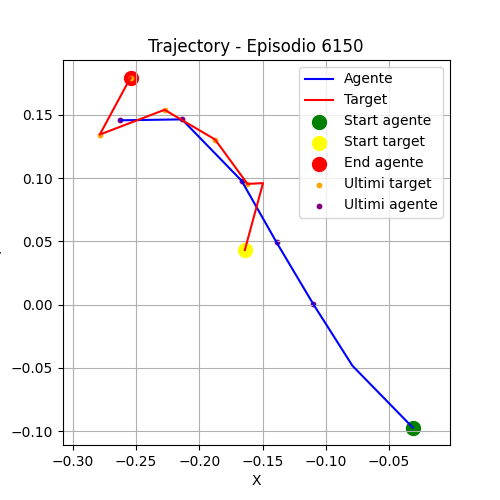 Trajectory - Episodio 6150
Agente
Target
Start agente
Start target
End agente
Ultimi target
Ultimi agente
0.15
0.10
0.05
0.00
−0.05
−0.10
−0.30
−0.25
−0.20
−0.15
−0.10
−0.05
X